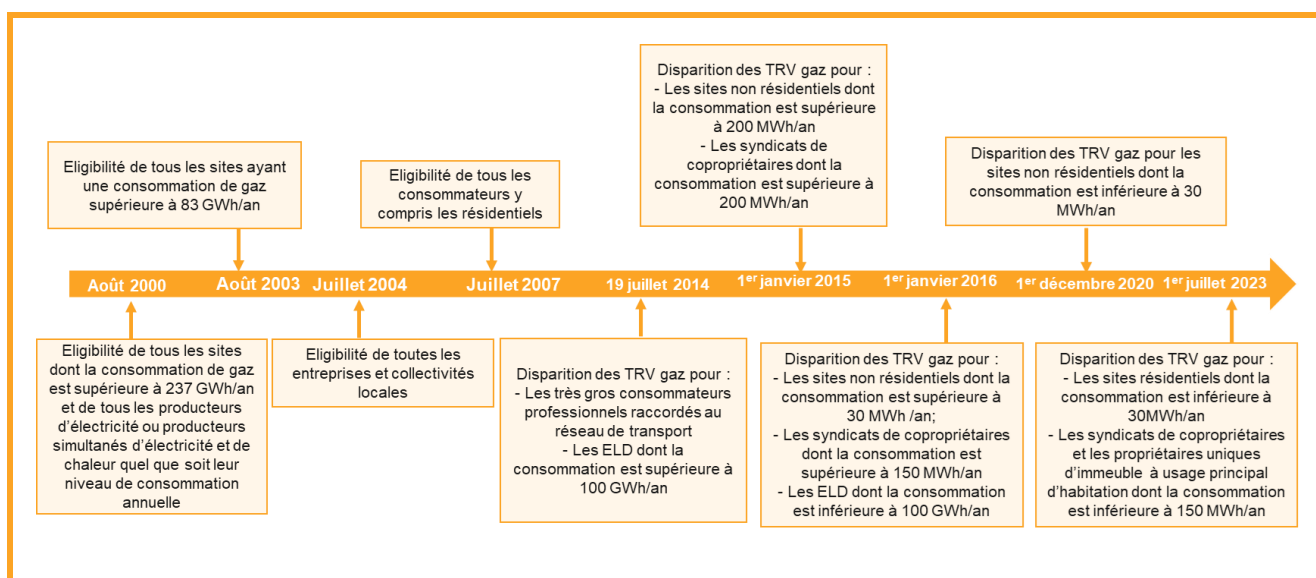 Eligibilité de tous les sites ayant
une consommation de gaz
supérieure à 83 GWh/an
Eligibilité de tous les
consommateurs y
compris les résidentiels
Disparition des TRV gaz pour :
- Les sites non résidentiels dont
la consommation est supérieure
à 200 MWh/an
- Les syndicats de
copropriétaires dont la
consommation est supérieure à
200 MWh/an
Disparition des TRV gaz pour les
sites non résidentiels dont la
consommation est inférieure à 30
MWh/an
Août 2000
Août 2003
Juillet 2004
Juillet 2007
19 juillet 2014
1er janvier 2015
1er janvier 2016
1er décembre 2020
1er juillet 2023
Eligibilité de tous les sites
dont la consommation de gaz
est supérieure à 237 GWh/an
et de tous les producteurs
d’électricité ou producteurs
simultanés d’électricité et de
chaleur quel que soit leur
niveau de consommation
annuelle
Eligibilité de toutes les
entreprises et collectivités
locales
Disparition des TRV gaz pour :
- Les très gros consommateurs
professionnels raccordés au
réseau de transport
- Les ELD dont la
consommation est supérieure à
100 GWh/an
Disparition des TRV gaz pour :
- Les sites non résidentiels dont la
consommation est supérieure à
30 MWh /an;
- Les syndicats de copropriétaires
dont la consommation est
supérieure à 150 MWh/an
- Les ELD dont la consommation
est inférieure à 100 GWh/an
Disparition des TRV gaz pour :
- Les sites résidentiels dont la
consommation est inférieure à
30MWh/an
- Les syndicats de copropriétaires
et les propriétaires uniques
d’immeuble à usage principal
d’habitation dont la consommation
est inférieure à 150 MWh/an